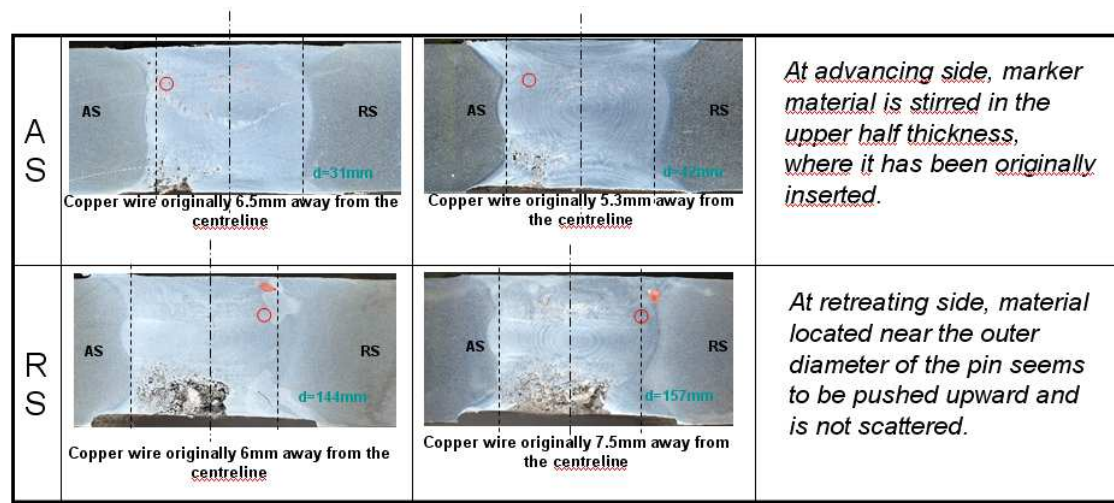 A
S
AS
RS
d=31mm
Copper wire originally 6.5mm away from the
centreline
AS
RS
d=42mm
Copper wire originally 5.3mm away from
the centreline
At advancing side, marker
material is stirred in the
upper half thickness,
where it has been originally
inserted.
R
S
AS
RS
d=144mm
Copper wire originally 6mm away from the
centreline
AS
RS
d=157mm
Copper wire originally 7.5mm away from
the centreline
At retreating side, material
located near the outer
diameter of the pin seems
to be pushed upward and
is not scattered.